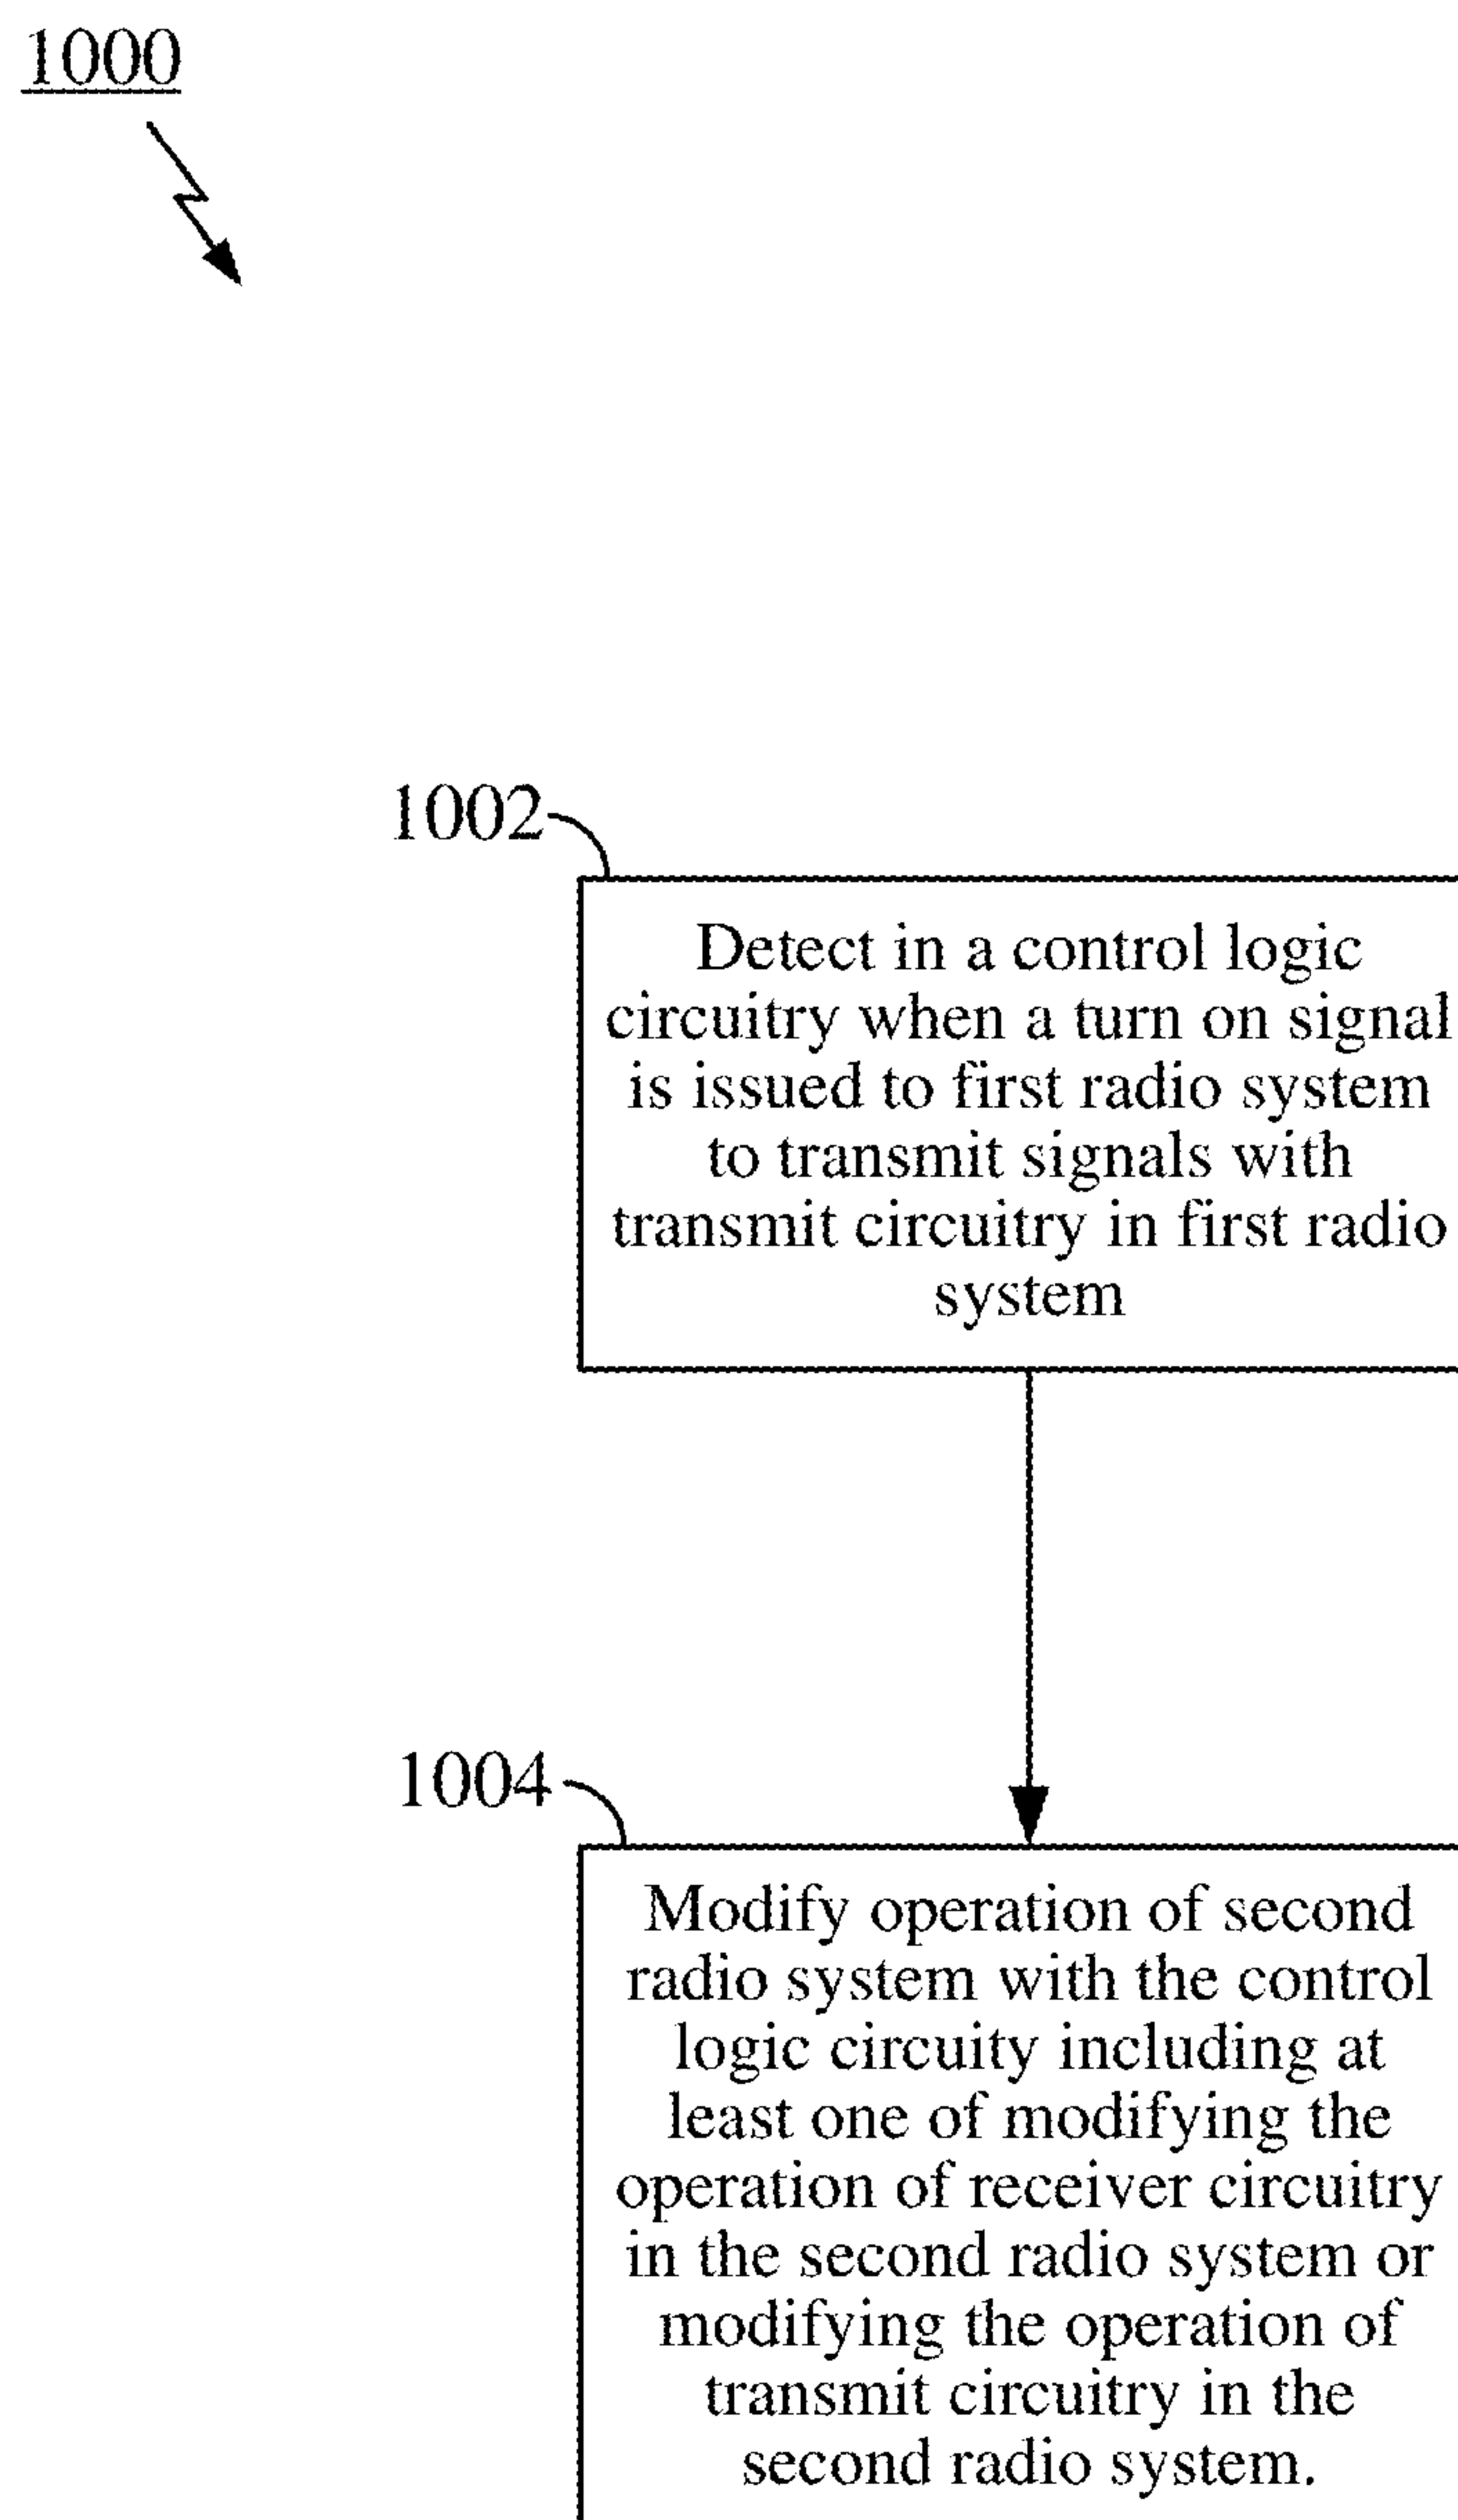 1000
1002
Detect in a control logic
circuitry when a turn on signal
is issued to first radio system
to transmit signals with
transmit circuitry in first radio
system
1004
Modify operation of second
radio system with the control
logic circuity including at
least one of modifying the
operation of receiver circuitry
in the second radio system or
modifying the operation of
transmit circuitry in the
second radio system.